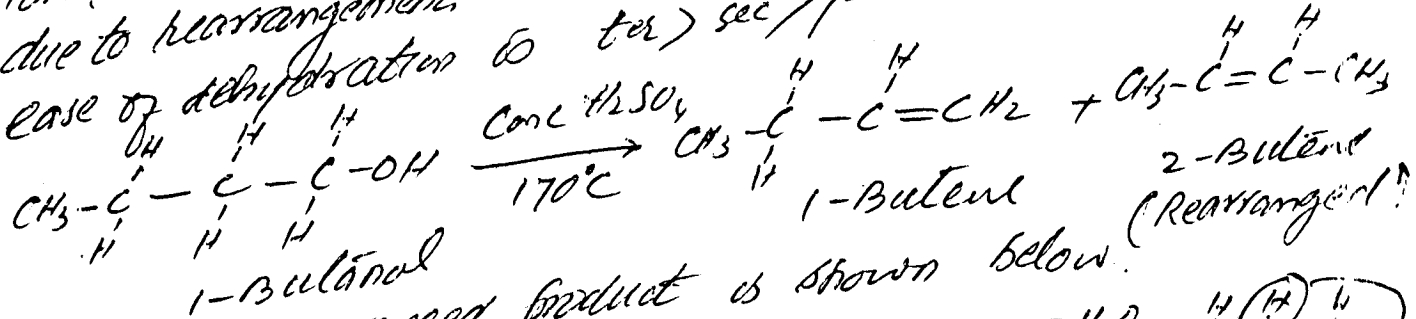 due to rearrangement
ease of dehydration is ter > sec >
CH3-C-C-C-OH Conc H2SO4 170°C CH3-C-C=CH2 + CH3-C=C-CH3
1-Butanol 1-Butene 2-Butene (Rearranged)
product is shown below.